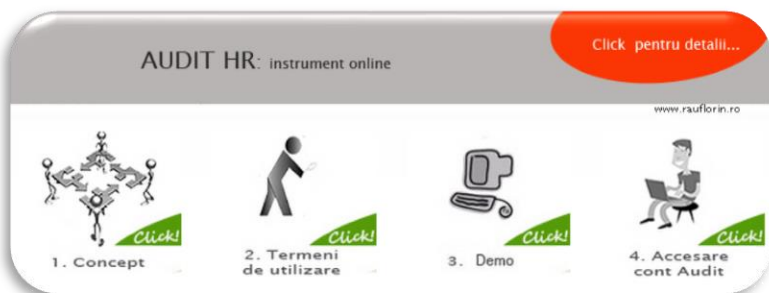 AUDIT HR: instrument online
Click pentru detalii...
www.rauflorin.ro
Click!
1. Concept
Click!
2. Termeni
de utilizare
Click!
3. Demo
Click!
4. Accesare
cont Audit